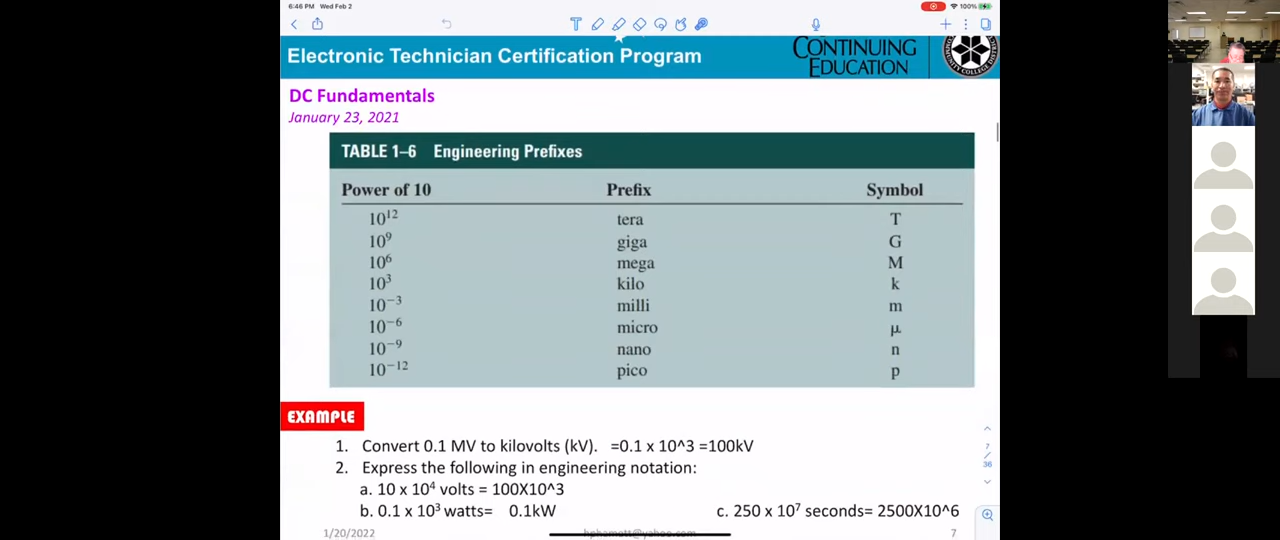 6:46 PM Wed Feb 2
100%
Electronic Technician Certification Program
CONTINUING
EDUCATION
DC Fundamentals
January 23, 2021
TABLE 1–6 Engineering Prefixes
Power of 10 Prefix Symbol
10¹² tera T
10⁹ giga G
10⁶ mega M
10³ kilo k
10⁻³ milli m
10⁻⁶ micro μ
10⁻⁹ nano n
10⁻¹² pico p
EXAMPLE
1. Convert 0.1 MV to kilovolts (kV). =0.1 x 10^3 =100kV
2. Express the following in engineering notation:
a. 10 x 10⁴ volts = 100X10^3
b. 0.1 x 10³ watts= 0.1kW c. 250 x 10⁷ seconds= 2500X10^6
7
/
36
1/20/2022 7